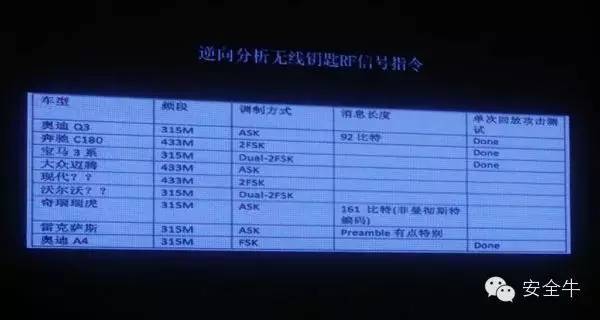 逆向分析无线钥匙RF信号指令
车型 频段 调制方式 消息长度 单次回放攻击测试
奥迪 Q3 315M ASK 92 比特 Done
奔驰 C180 433M 2FSK Done
宝马 3 系 315M Dual-2FSK Done
大众迈腾 433M ASK
现代？？ 433M 2FSK
沃尔沃？？ 315M Dual-2FSK
奇瑞瑞虎 315M ASK 161 比特(非曼彻斯特编码)
雷克萨斯 315M ASK Preamble 有点特别
奥迪 A4 315M FSK Done
安全牛